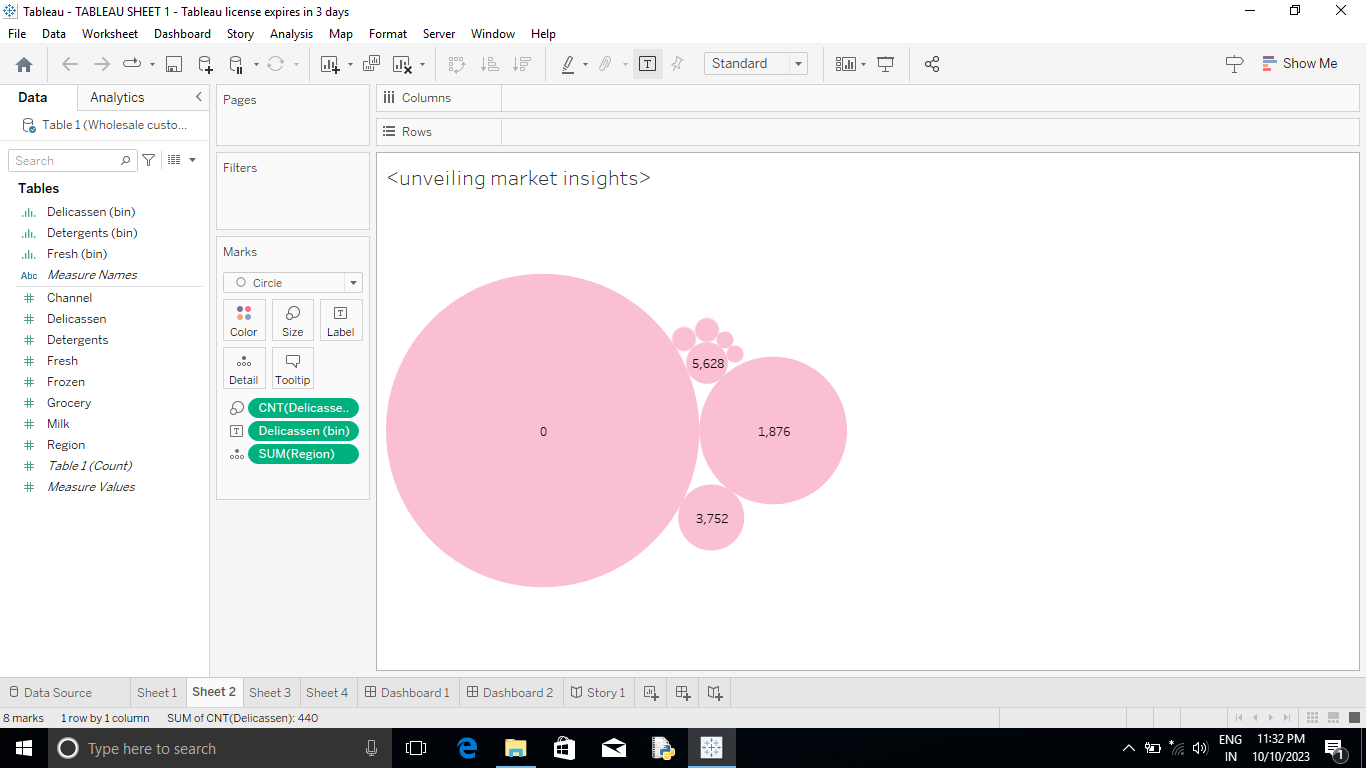 Tableau - TABLEAU SHEET 1 - Tableau license expires in 3 days
File Data Worksheet Dashboard Story Analysis Map Format Server Window Help
Standard
Show Me
Data Analytics
Table 1 (Wholesale custo...
Search
Tables
Delicassen (bin)
Detergents (bin)
Fresh (bin)
Abc Measure Names
Channel
Delicassen
Detergents
Fresh
Frozen
Grocery
Milk
Region
Table 1 (Count)
Measure Values
Pages
Filters
Marks
Circle
Color Size Label
Detail Tooltip
CNT(Delicasse..
Delicassen (bin)
SUM(Region)
Columns
Rows
<unveiling market insights>
5,628
0
1,876
3,752
Data Source Sheet 1 Sheet 2 Sheet 3 Sheet 4 Dashboard 1 Dashboard 2 Story 1
8 marks 1 row by 1 column SUM of CNT(Delicassen): 440
Type here to search
ENG
IN
11:32 PM
10/10/2023
1